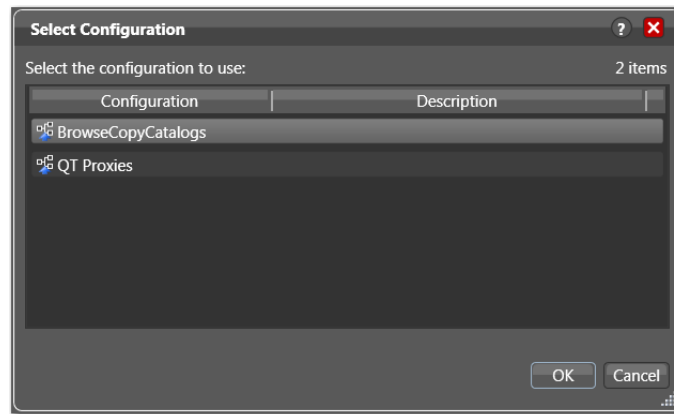 Select Configuration ?
Select the configuration to use: 2 items
Configuration Description
BrowseCopyCatalogs
QT Proxies
OK Cancel